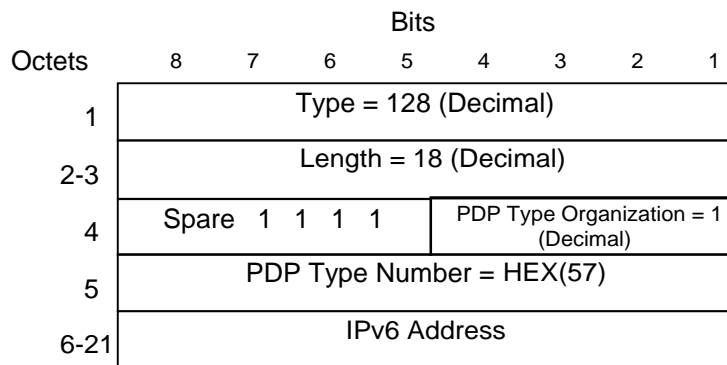 Bits
Octets 8 7 6 5 4 3 2 1
1 Type = 128 (Decimal)
2-3 Length = 18 (Decimal)
4 Spare 1 1 1 1 PDP Type Organization = 1
(Decimal)
5 PDP Type Number = HEX(57)
6-21 IPv6 Address